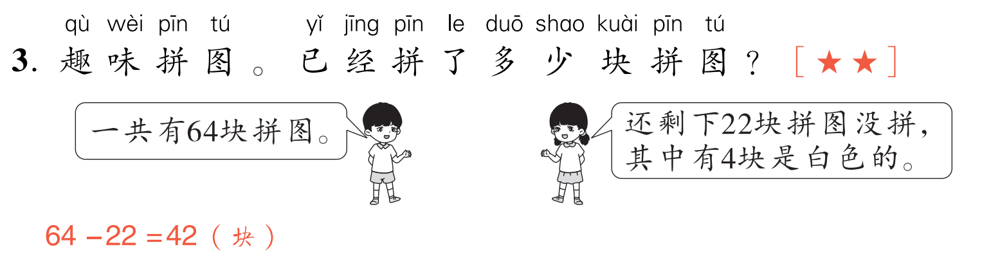 qù wèi pīn tú yǐ jīng pīn le duō shao kuài pīn tú
3. 趣味拼图。已经拼了多少块拼图？[★★]
一共有64块拼图。
还剩下22块拼图没拼，
其中有4块是白色的。
64－22＝42（块）